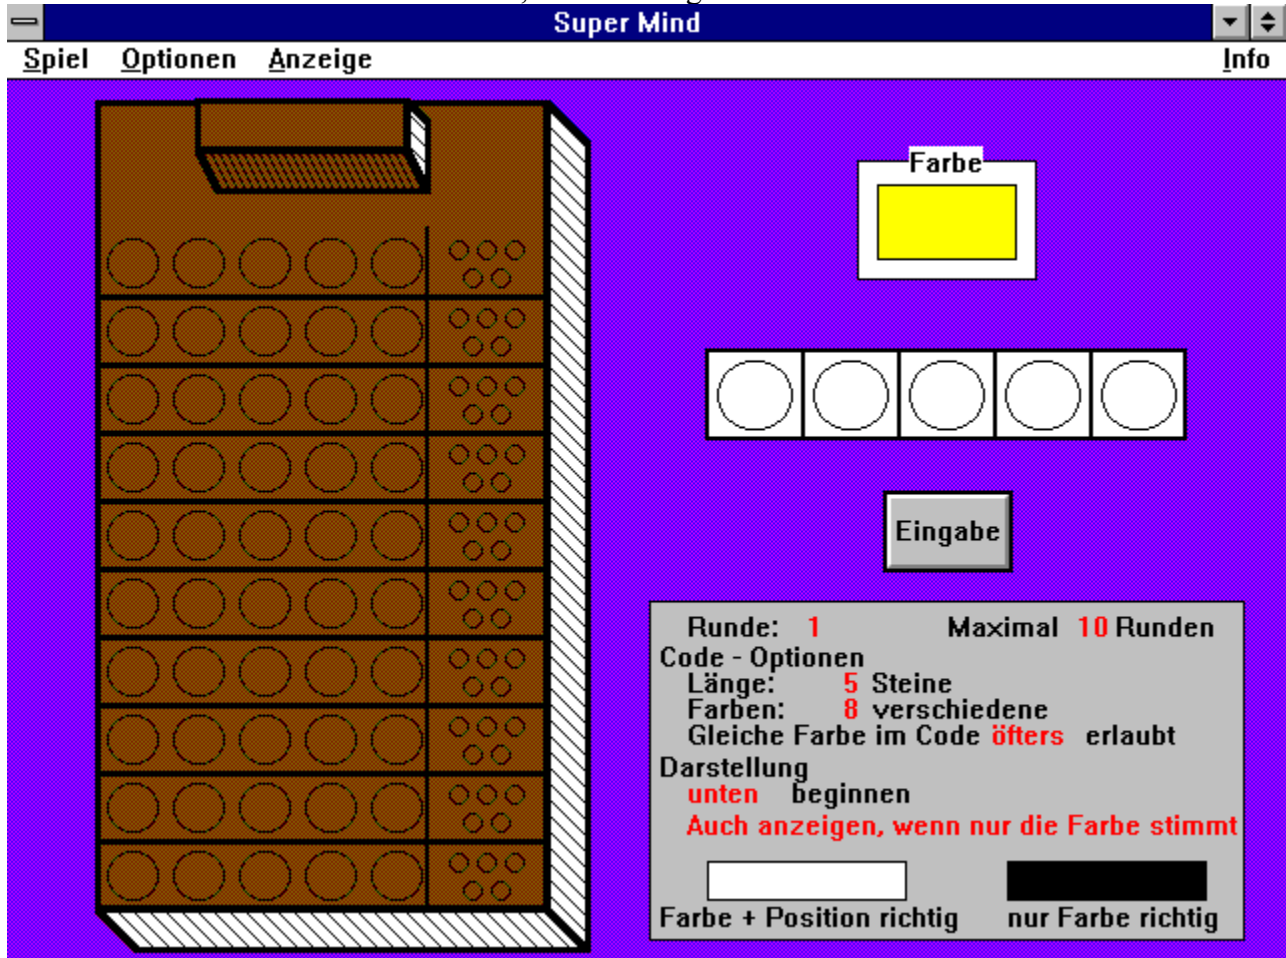 Super Mind
Spiel Optionen Anzeige Info
Farbe
Eingabe
Runde: 1 Maximal 10 Runden
Code - Optionen
Länge: 5 Steine
Farben: 8 verschiedene
Gleiche Farbe im Code öfters erlaubt
Darstellung
unten beginnen
Auch anzeigen, wenn nur die Farbe stimmt
Farbe + Position richtig nur Farbe richtig